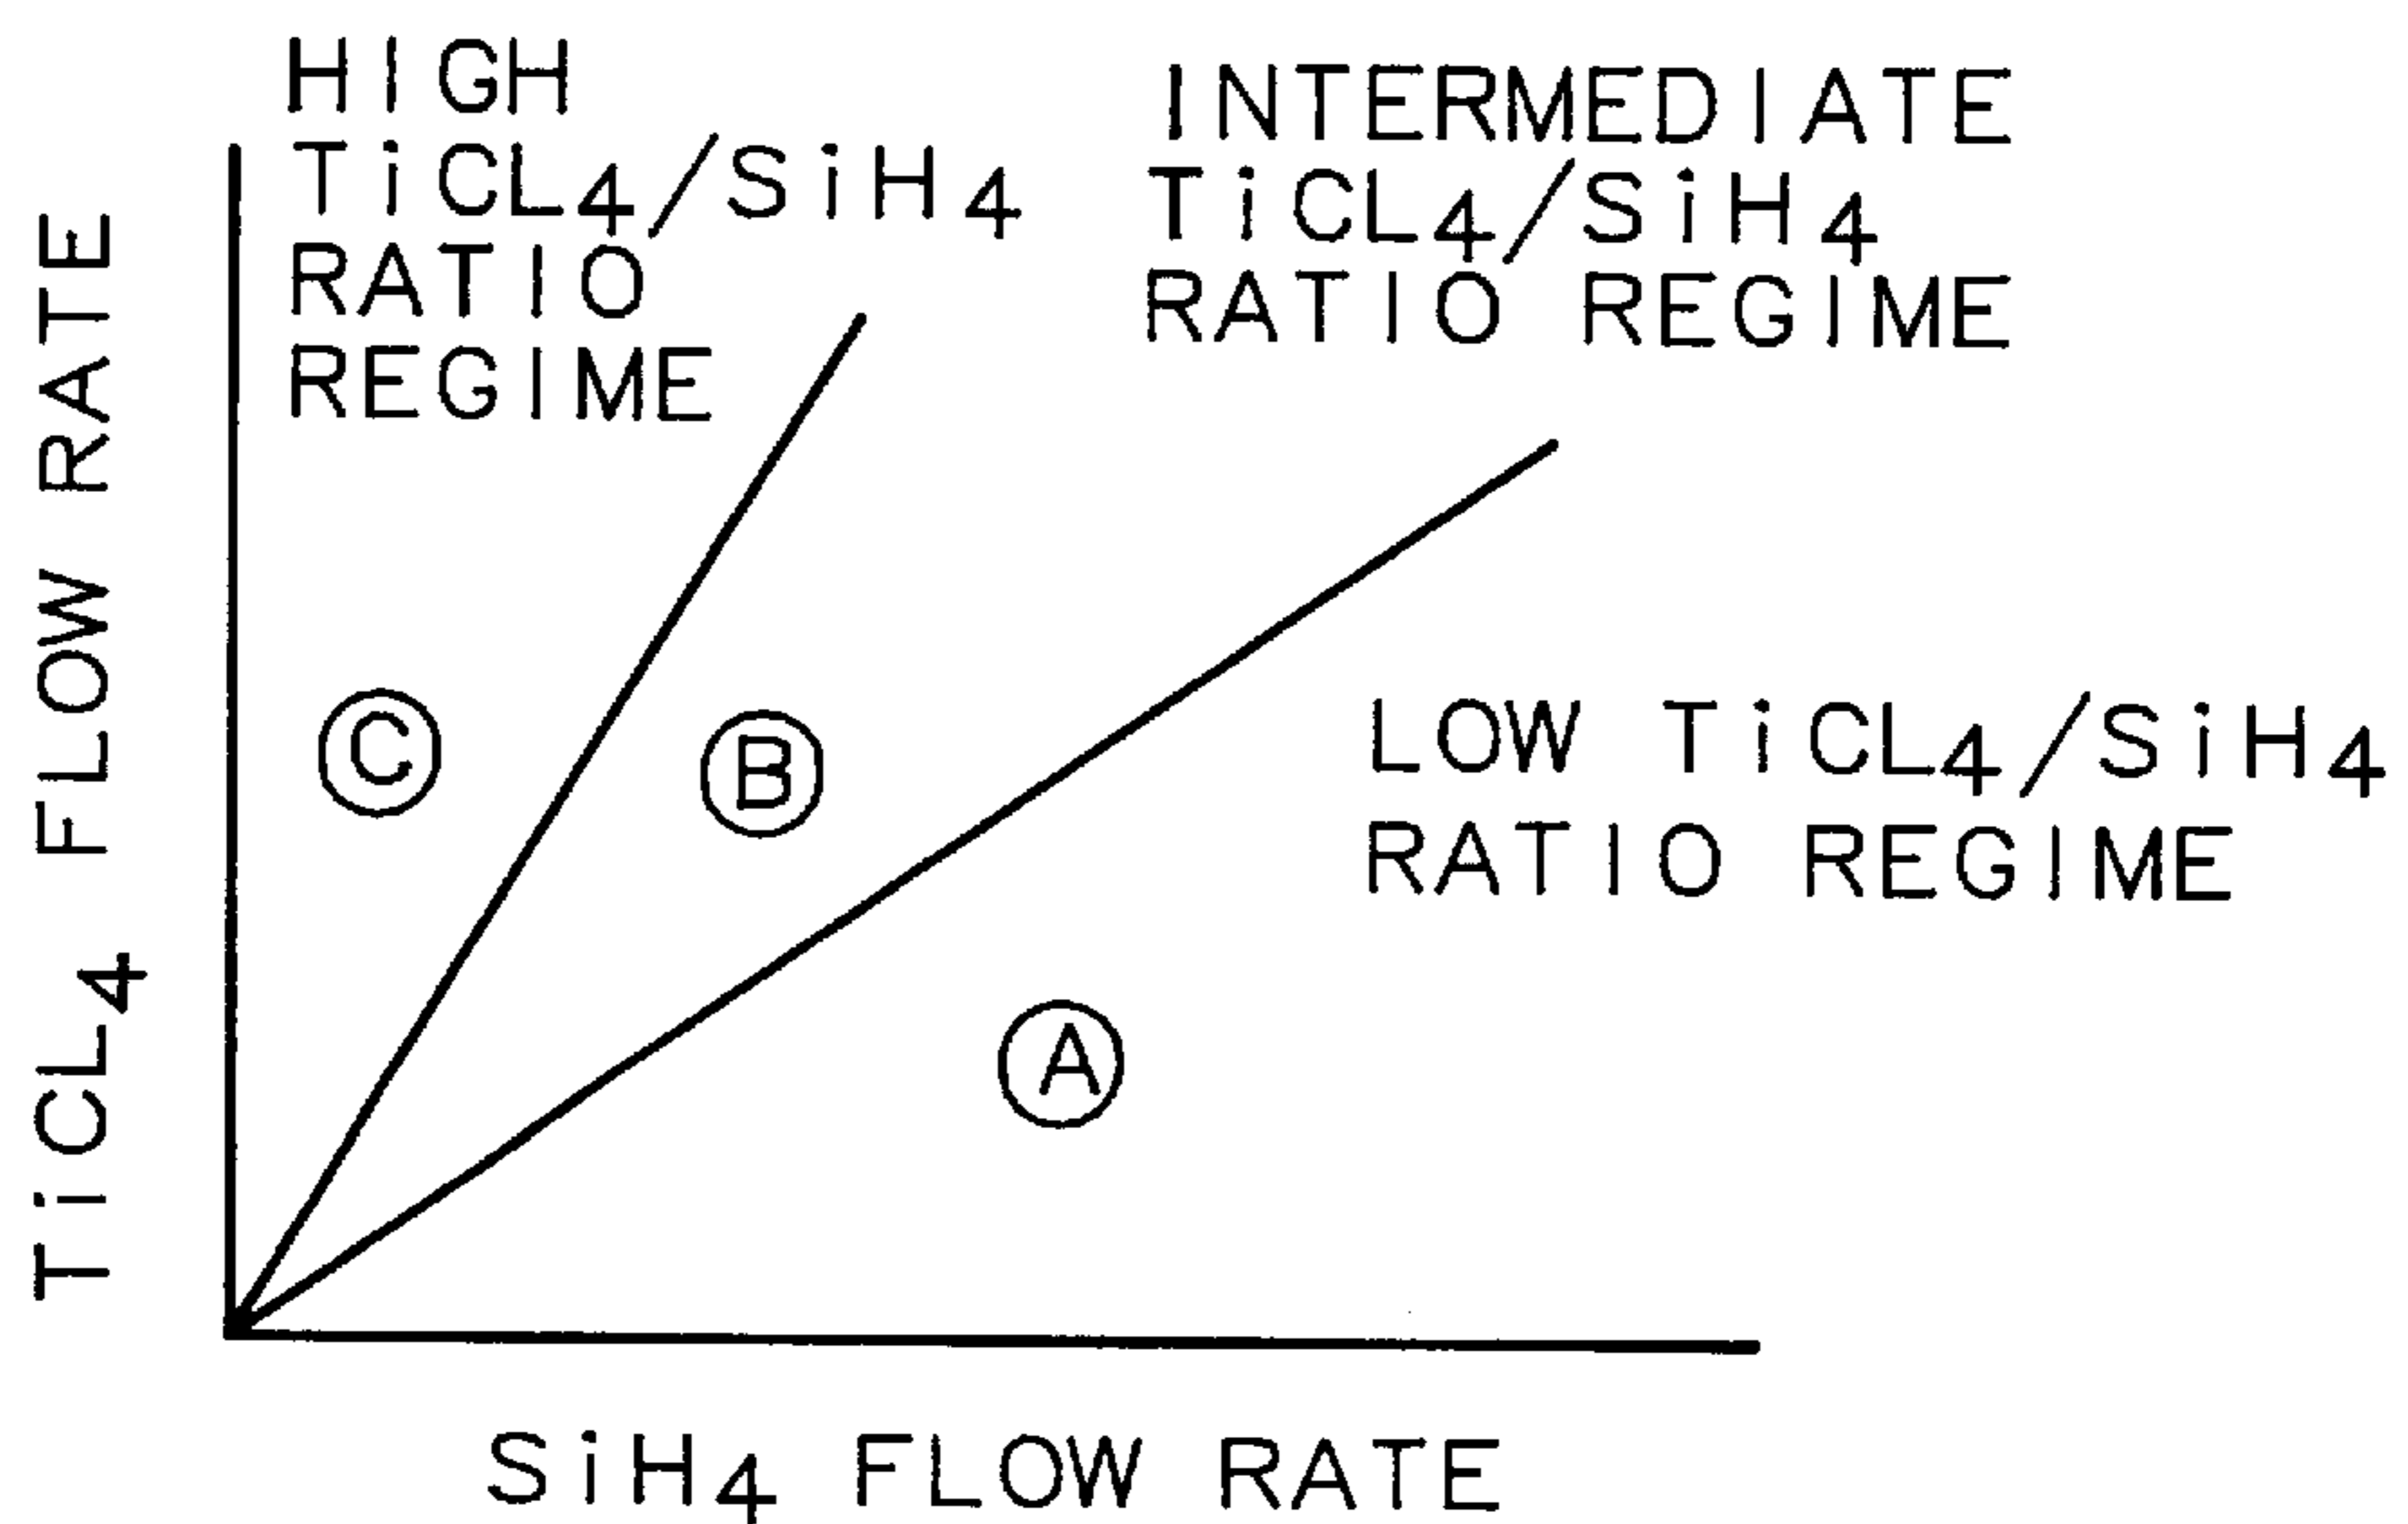 HIGH
TiCL4/SiH4
RATIO
REGIME
INTERMEDIATE
TiCL4/SiH4
RATIO REGIME
TiCL4 FLOW RATE
C
B
LOW TiCL4/SiH4
RATIO REGIME
A
SiH4 FLOW RATE